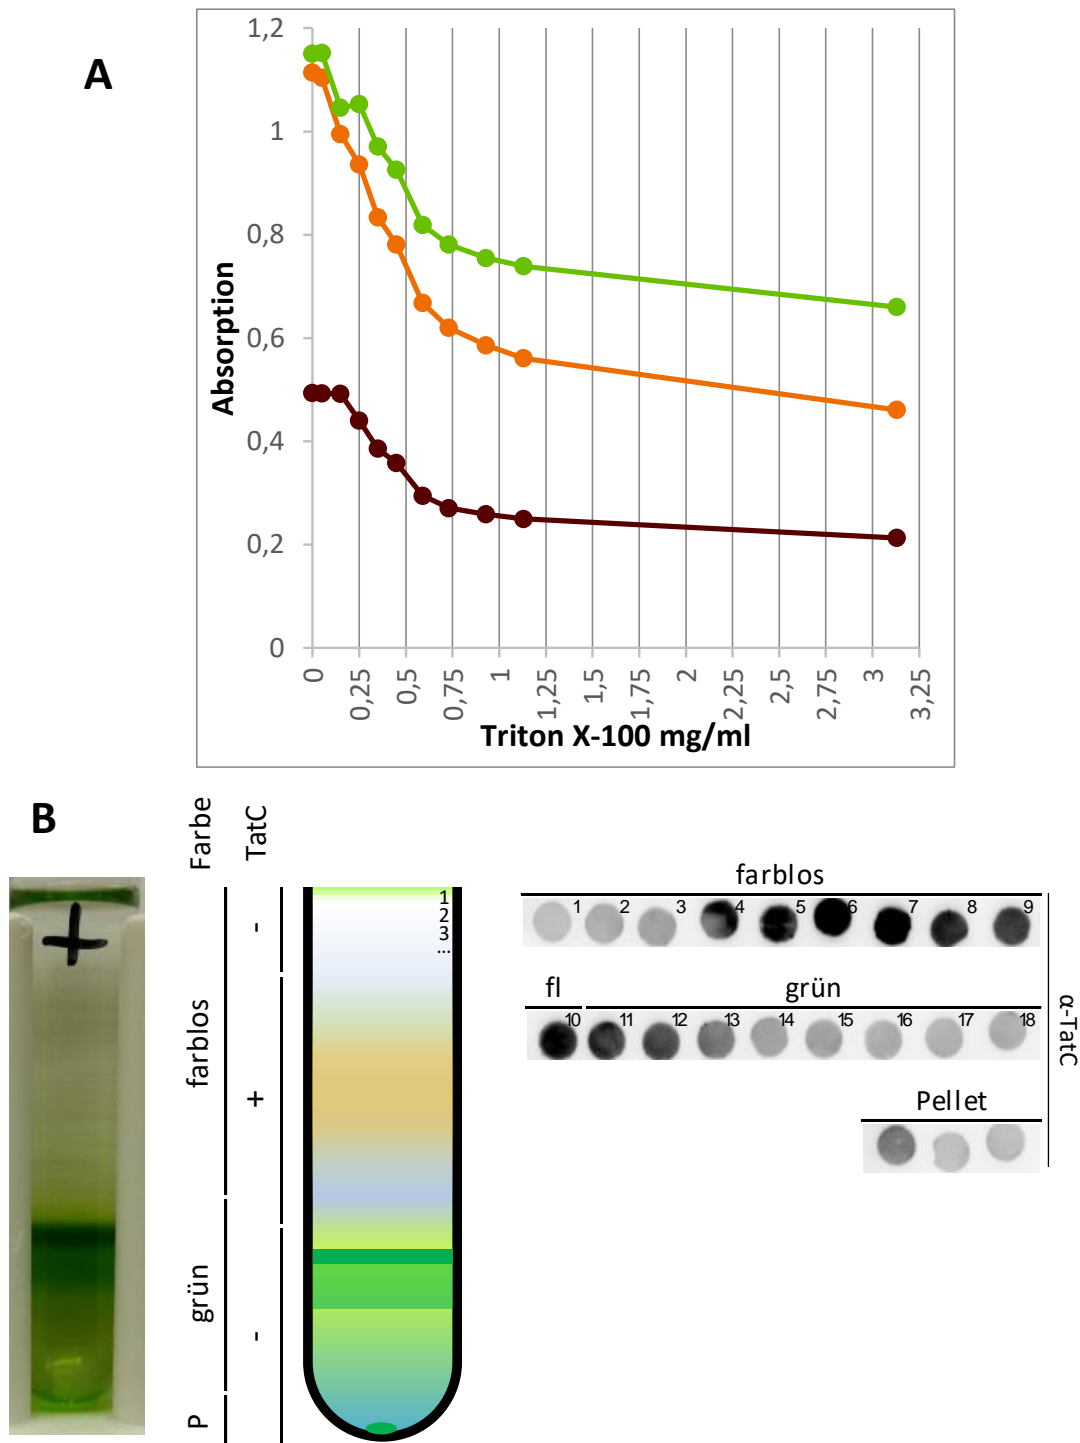 A
1,2
1
0,8
0,6
0,4
0,2
0
Absorption
0 0,25 0,5 0,75 1 1,25 1,5 1,75 2 2,25 2,5 2,75 3 3,25
Triton X-100 mg/ml
B
Farbe
TatC
+
-
farblos
+
grün
-
P
1
2
3
...
farblos
1 2 3 4 5 6 7 8 9
fl grün
10 11 12 13 14 15 16 17 18
Pellet
α-TatC